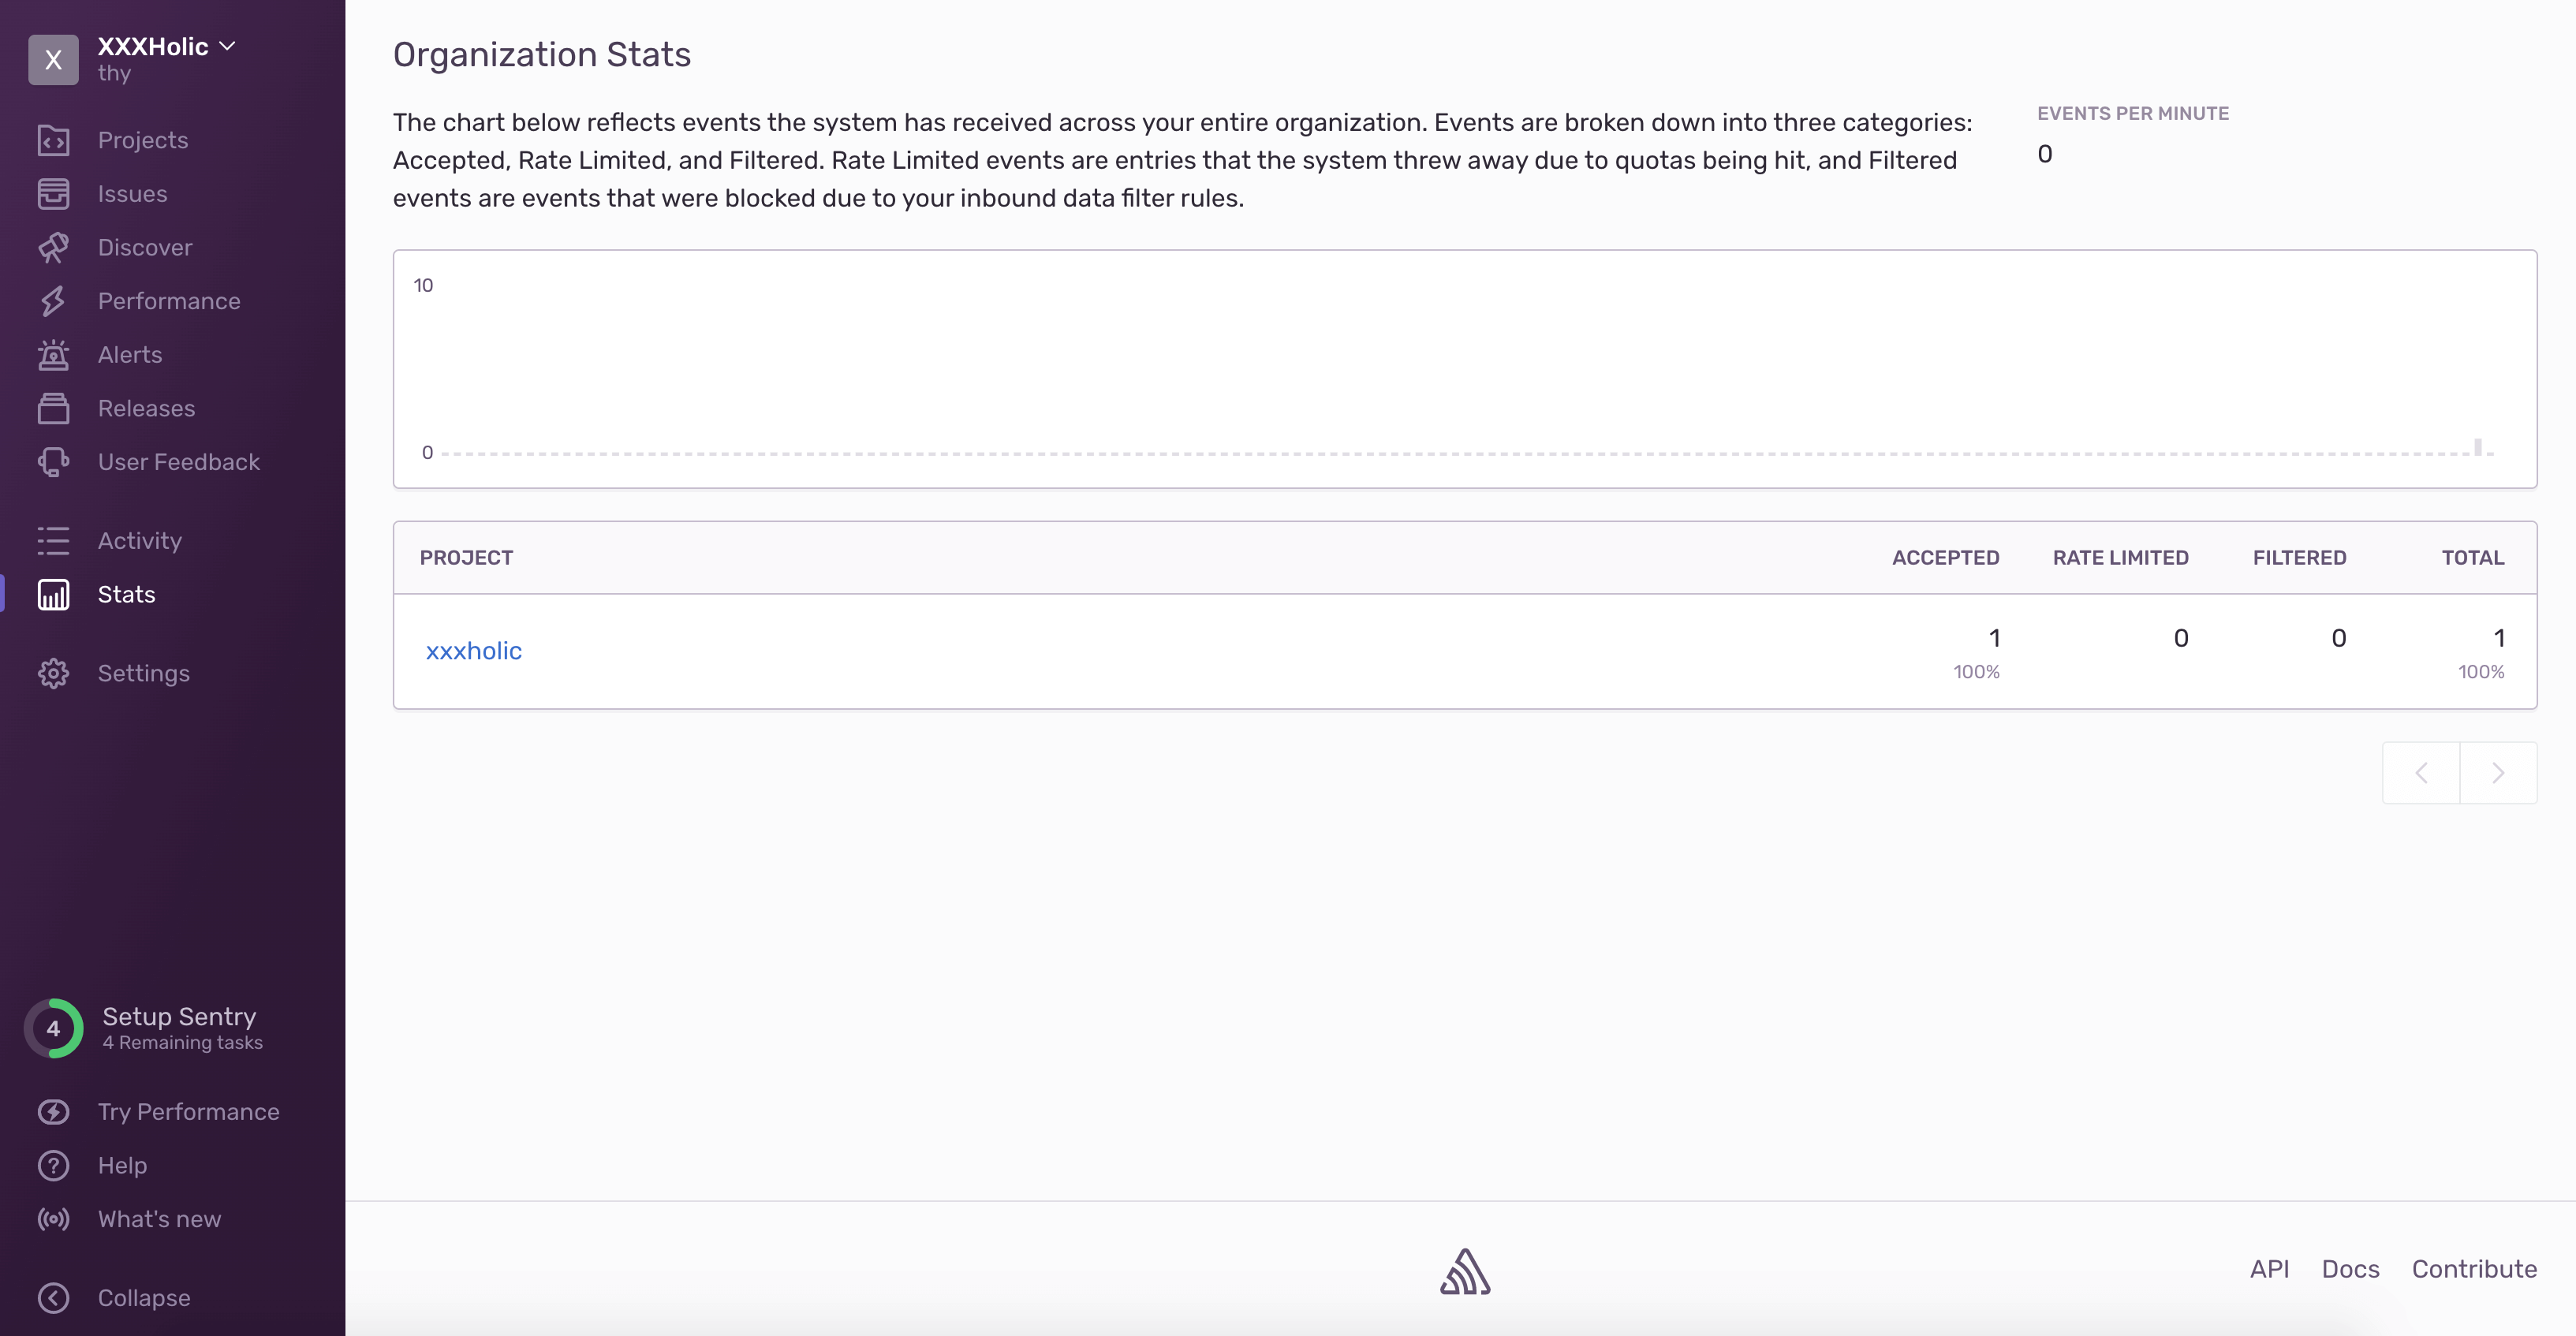 X
XXXHolic
thy
Projects
Issues
Discover
Performance
Alerts
Releases
User Feedback
Activity
Stats
Settings
4
Setup Sentry
4 Remaining tasks
Try Performance
Help
What's new
Collapse
Organization Stats
The chart below reflects events the system has received across your entire organization. Events are broken down into three categories:
Accepted, Rate Limited, and Filtered. Rate Limited events are entries that the system threw away due to quotas being hit, and Filtered
events are events that were blocked due to your inbound data filter rules.
EVENTS PER MINUTE
0
10
0
PROJECT ACCEPTED RATE LIMITED FILTERED TOTAL
xxxholic 1 0 0 1
100% 100%
API Docs Contribute